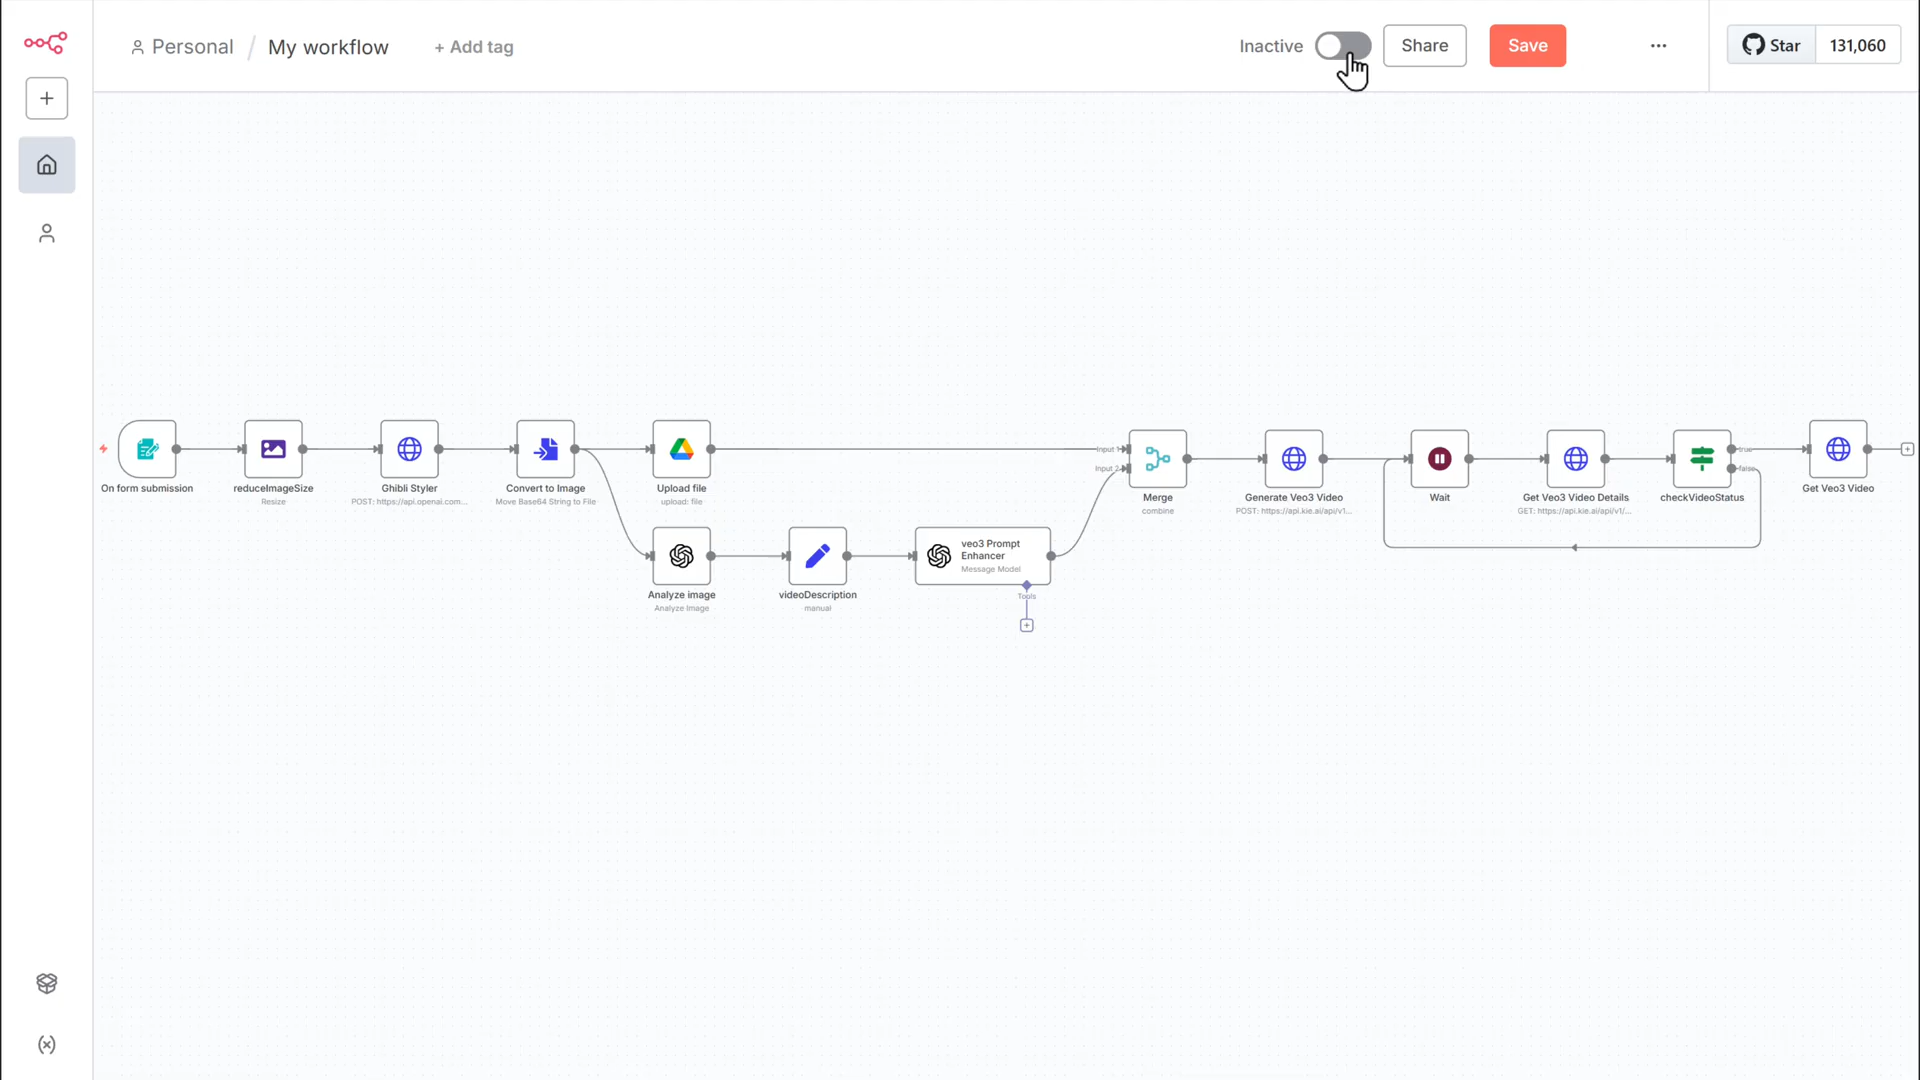 Personal / My workflow + Add tag
Inactive Share Save ... Star 131,060
On form submission
reduceImageSize
Resize
Ghibli Styler
POST: https://api.openai.com...
Convert to Image
Move Base64 String to File
Upload file
upload: file
Analyze image
Analyze Image
videoDescription
manual
veo3 Prompt
Enhancer
Message Model
Tools
Input 1
Input 2
Merge
combine
Generate Veo3 Video
POST: https://api.kie.ai/api/v1...
Wait
Get Veo3 Video Details
GET: https://api.kie.ai/api/v1/...
checkVideoStatus
true
false
Get Veo3 Video